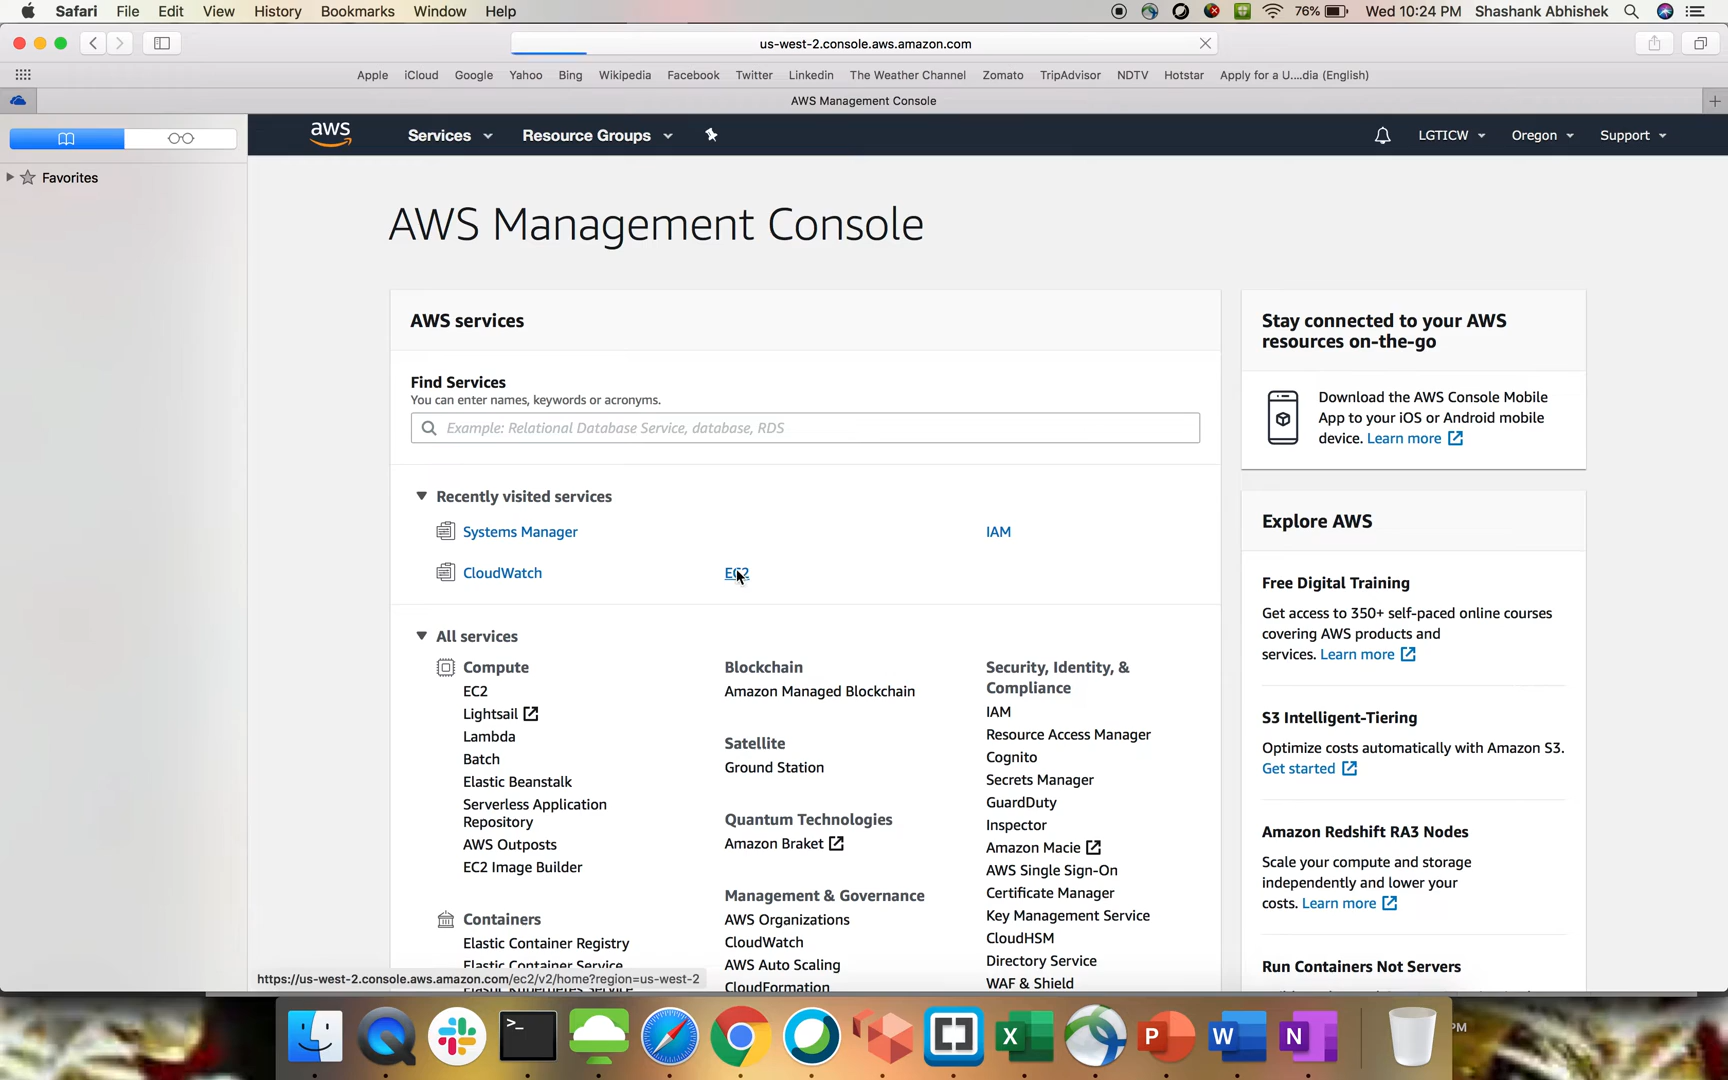 Safari File Edit View History Bookmarks Window Help 76% Wed 10:24 PM Shashank Abhishek
us-west-2.console.aws.amazon.com
Apple iCloud Google Yahoo Bing Wikipedia Facebook Twitter Linkedin The Weather Channel Zomato TripAdvisor NDTV Hotstar Apply for a U....dia (English)
AWS Management Console
aws Services Resource Groups LGTICW Oregon Support
Favorites
AWS Management Console
AWS services
Find Services
You can enter names, keywords or acronyms.
Example: Relational Database Service, database, RDS
Recently visited services
Systems Manager IAM
CloudWatch EC2
All services
Compute
EC2
Lightsail
Lambda
Batch
Elastic Beanstalk
Serverless Application
Repository
AWS Outposts
EC2 Image Builder
Containers
Elastic Container Registry
Elastic Container Service
Elastic Kubernetes Service
Blockchain
Amazon Managed Blockchain
Satellite
Ground Station
Quantum Technologies
Amazon Braket
Management & Governance
AWS Organizations
CloudWatch
AWS Auto Scaling
CloudFormation
Security, Identity, &
Compliance
IAM
Resource Access Manager
Cognito
Secrets Manager
GuardDuty
Inspector
Amazon Macie
AWS Single Sign-On
Certificate Manager
Key Management Service
CloudHSM
Directory Service
WAF & Shield
Stay connected to your AWS
resources on-the-go
Download the AWS Console Mobile
App to your iOS or Android mobile
device. Learn more
Explore AWS
Free Digital Training
Get access to 350+ self-paced online courses
covering AWS products and
services. Learn more
S3 Intelligent-Tiering
Optimize costs automatically with Amazon S3.
Get started
Amazon Redshift RA3 Nodes
Scale your compute and storage
independently and lower your
costs. Learn more
Run Containers Not Servers
https://us-west-2.console.aws.amazon.com/ec2/v2/home?region=us-west-2
>_ X P W N
PM